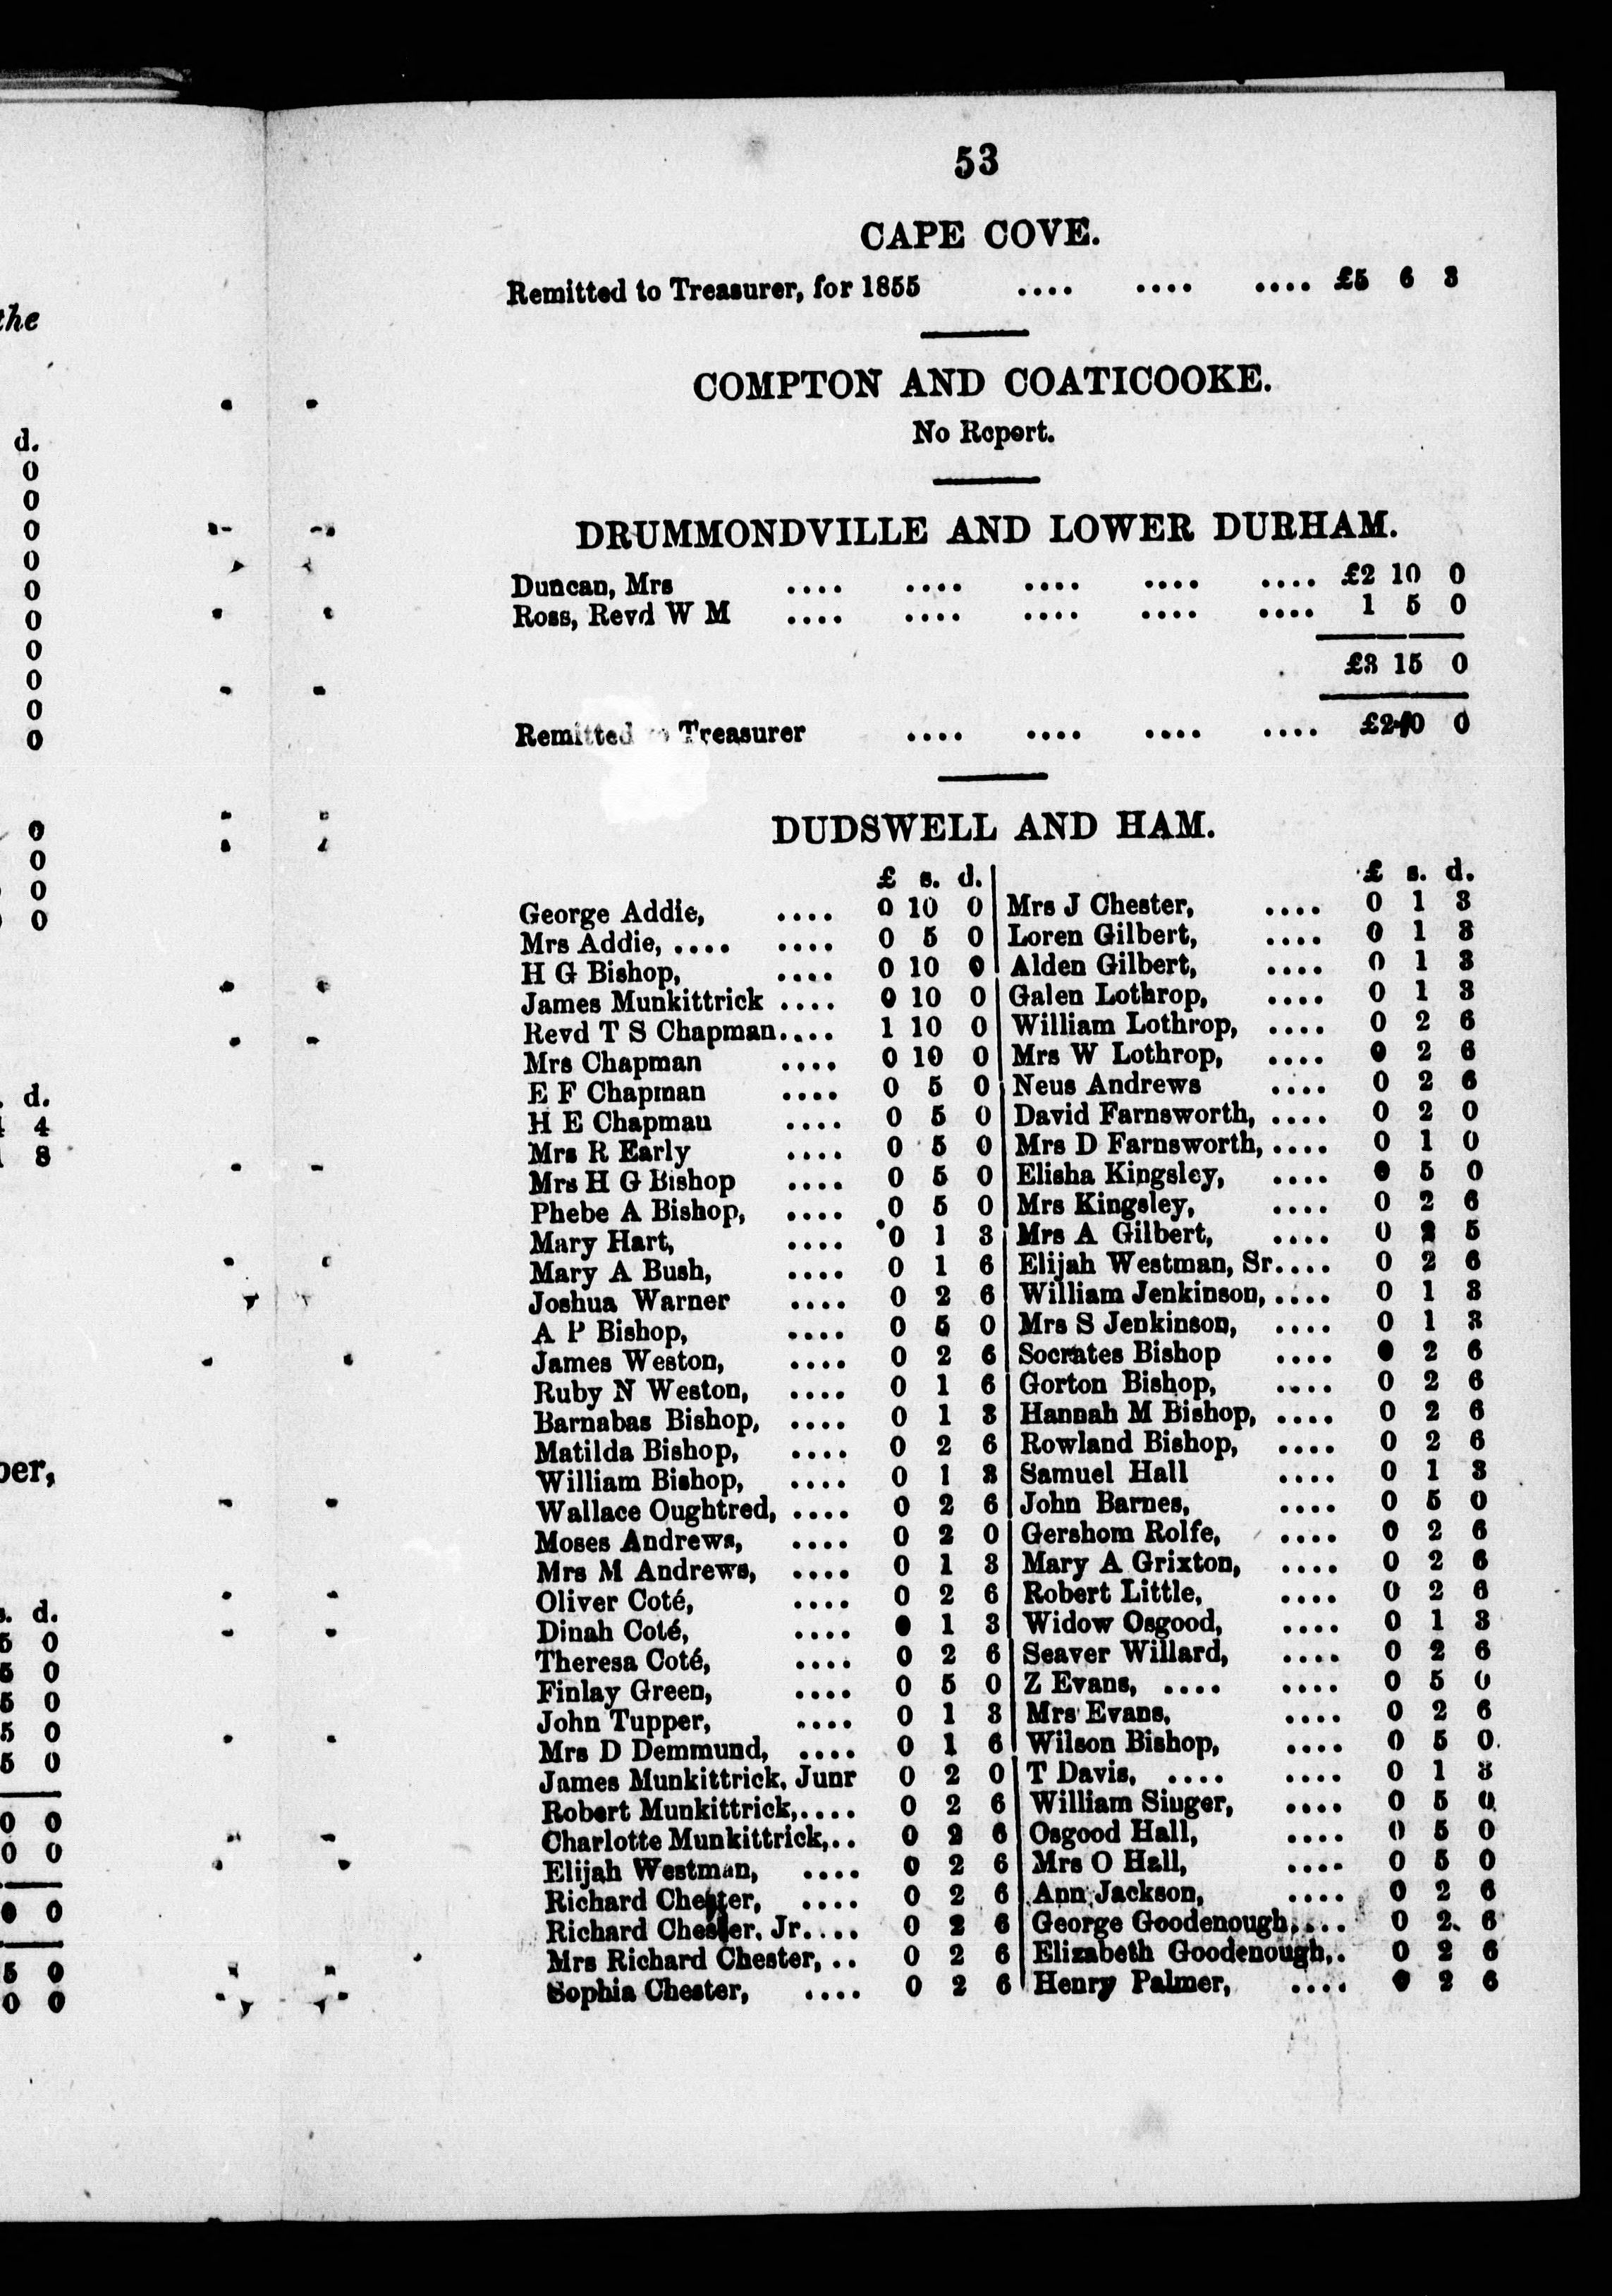 53
CAPE COVE.
Remitted to Treasurer, for 1855 .... .... .... £5 6 3
COMPTON AND COATICOOKE.
No Report.
DRUMMONDVILLE AND LOWER DURHAM.
Duncan, Mrs .... .... .... .... .... £2 10 0
Ross, Revd W M .... .... .... .... .... 1 5 0
£3 15 0
Remitted to Treasurer .... .... .... .... £2 10 0
DUDSWELL AND HAM.
£ s. d.
George Addie, .... 0 10 0
Mrs Addie, .... .... 0 5 0
H G Bishop, .... 0 10 0
James Munkittrick .... 0 10 0
Revd T S Chapman.... 1 10 0
Mrs Chapman .... 0 10 0
E F Chapman .... 0 5 0
H E Chapman .... 0 5 0
Mrs R Early .... 0 5 0
Mrs H G Bishop .... 0 5 0
Phebe A Bishop, .... 0 5 0
Mary Hart, .... 0 1 3
Mary A Bush, .... 0 1 6
Joshua Warner .... 0 2 6
A P Bishop, .... 0 5 0
James Weston, .... 0 2 6
Ruby N Weston, .... 0 1 6
Barnabas Bishop, .... 0 1 3
Matilda Bishop, .... 0 2 6
William Bishop, .... 0 1 3
Wallace Oughtred, .... 0 2 6
Moses Andrews, .... 0 2 0
Mrs M Andrews, .... 0 1 3
Oliver Coté, .... 0 2 6
Dinah Coté, .... 0 1 3
Theresa Coté, .... 0 2 6
Finlay Green, .... 0 5 0
John Tupper, .... 0 1 3
Mrs D Demmund, .... 0 1 6
James Munkittrick, Junr 0 2 0
Robert Munkittrick,.... 0 2 6
Charlotte Munkittrick,.. 0 2 6
Elijah Westman, .... 0 2 6
Richard Chester, .... 0 2 6
Richard Chester, Jr.... 0 2 6
Mrs Richard Chester, .. 0 2 6
Sophia Chester, .... 0 2 6
£ s. d.
Mrs J Chester, .... 0 1 3
Loren Gilbert, .... 0 1 3
Alden Gilbert, .... 0 1 3
Galen Lothrop, .... 0 1 3
William Lothrop, .... 0 2 6
Mrs W Lothrop, .... 0 2 6
Neus Andrews .... 0 2 6
David Farnsworth, .... 0 2 0
Mrs D Farnsworth, .... 0 1 0
Elisha Kingsley, .... 0 5 0
Mrs Kingsley, .... 0 2 6
Mrs A Gilbert, .... 0 2 5
Elijah Westman, Sr.... 0 2 6
William Jenkinson, .... 0 1 3
Mrs S Jenkinson, .... 0 1 3
Socrates Bishop .... 0 2 6
Gorton Bishop, .... 0 2 6
Hannah M Bishop, .... 0 2 6
Rowland Bishop, .... 0 2 6
Samuel Hall .... 0 1 3
John Barnes, .... 0 5 0
Gershom Rolfe, .... 0 2 6
Mary A Grixton, .... 0 2 6
Robert Little, .... 0 2 6
Widow Osgood, .... 0 1 3
Seaver Willard, .... 0 2 6
Z Evans, .... .... 0 5 0
Mrs Evans, .... 0 2 6
Wilson Bishop, .... 0 5 0
T Davis, .... .... 0 1 3
William Singer, .... 0 5 0
Osgood Hall, .... 0 5 0
Mrs O Hall, .... 0 5 0
Ann Jackson, .... 0 2 6
George Goodenough,.... 0 2 6
Elizabeth Goodenough,.. 0 2 6
Henry Palmer, .... 0 2 6